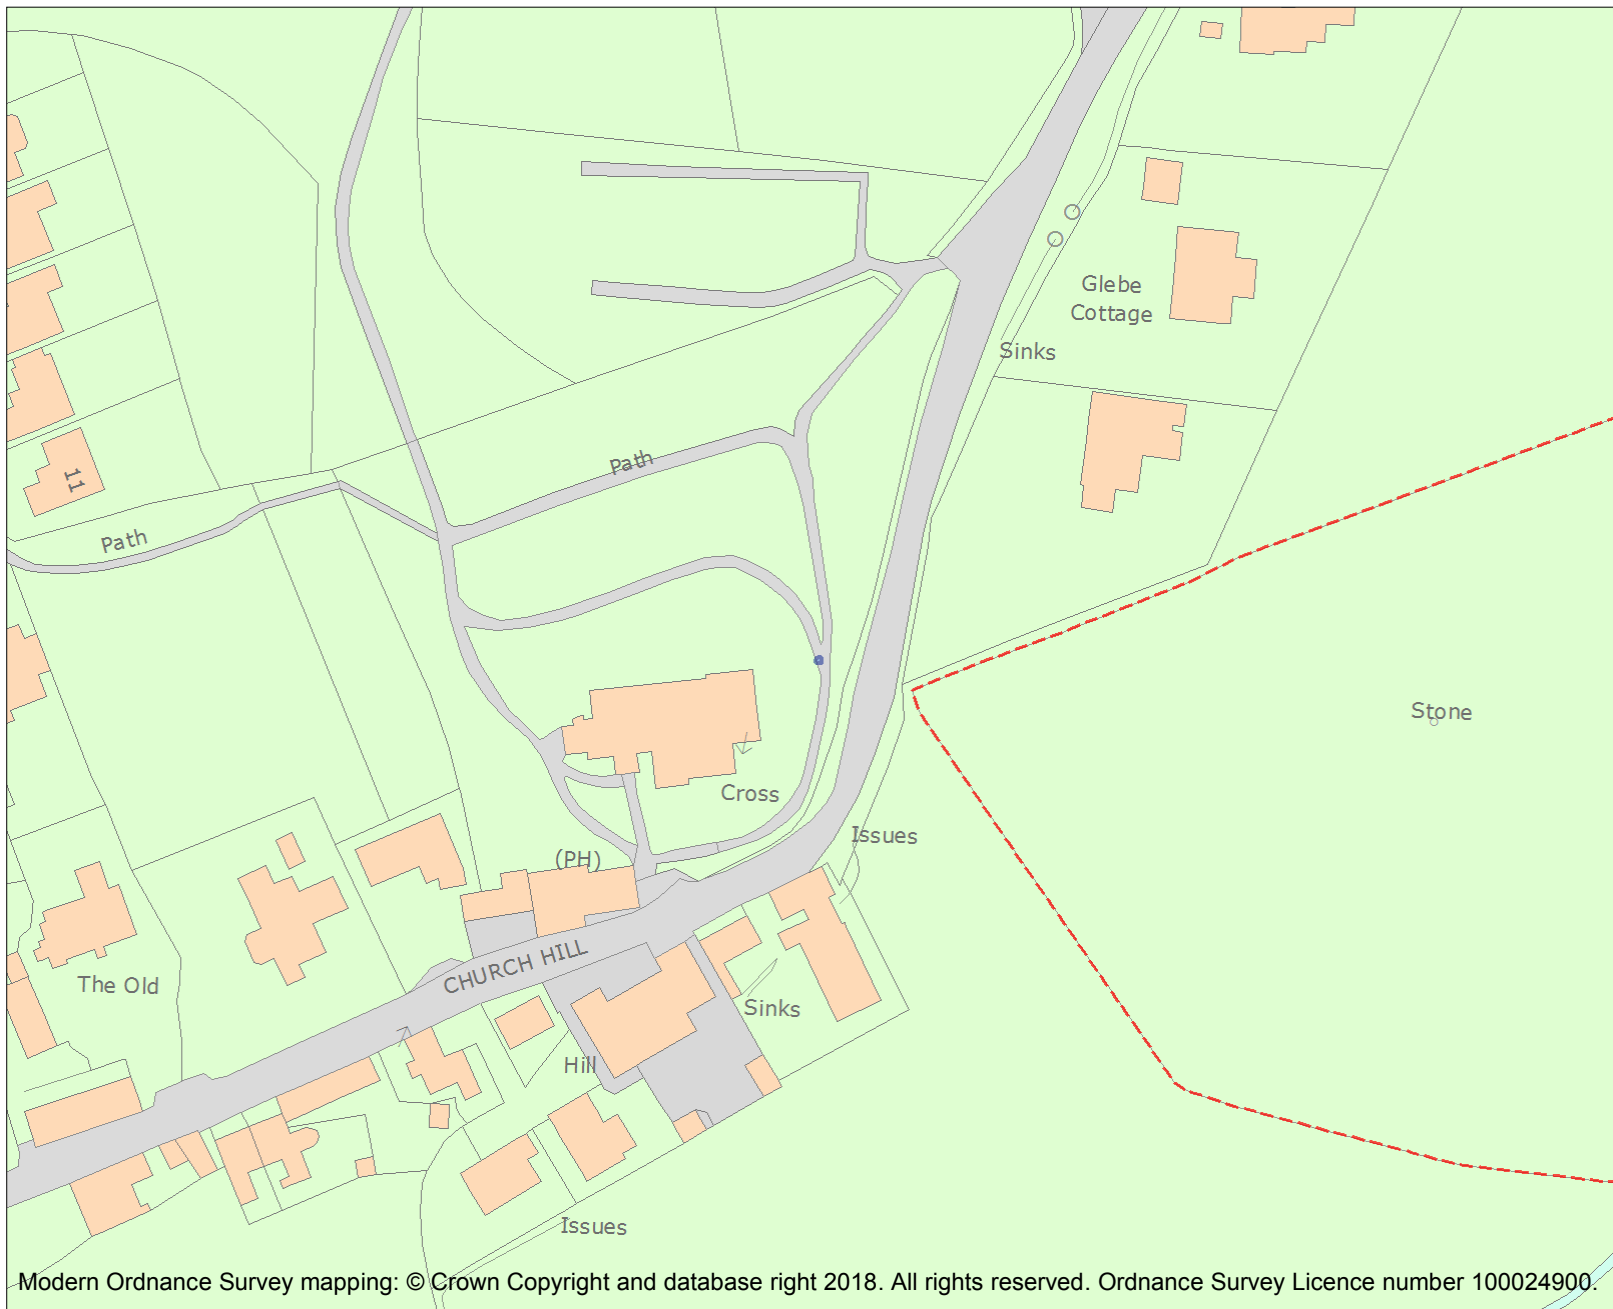 Glebe
Cottage
Sinks
Path
11
Path
Stone
Cross
Issues
(PH)
CHURCH HILL
The Old
Sinks
Hill
Issues
Modern Ordnance Survey mapping: © Crown Copyright and database right 2018. All rights reserved. Ordnance Survey Licence number 100024900.